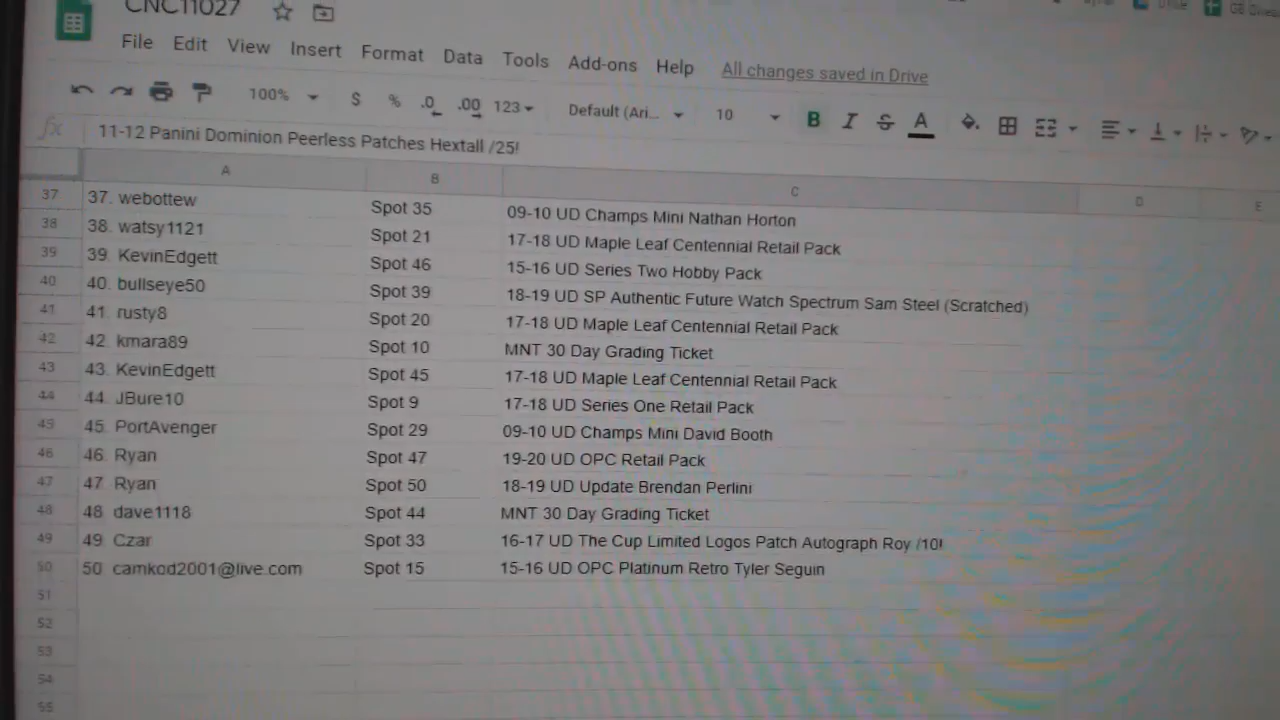 CNC11027
File Edit View Insert Format Data Tools Add-ons Help All changes saved in Drive
100% $ % .0 .00 123 Default (Ari... 10 B I S A
fx 11-12 Panini Dominion Peerless Patches Hextall /25!
A B C D E
37 37. webottew Spot 35 09-10 UD Champs Mini Nathan Horton
38 38. watsy1121 Spot 21 17-18 UD Maple Leaf Centennial Retail Pack
39 39. KevinEdgett Spot 46 15-16 UD Series Two Hobby Pack
40 40. bullseye50 Spot 39 18-19 UD SP Authentic Future Watch Spectrum Sam Steel (Scratched)
41 41. rusty8 Spot 20 17-18 UD Maple Leaf Centennial Retail Pack
42 42. kmara89 Spot 10 MNT 30 Day Grading Ticket
43 43. KevinEdgett Spot 45 17-18 UD Maple Leaf Centennial Retail Pack
44 44. JBure10 Spot 9 17-18 UD Series One Retail Pack
45 45. PortAvenger Spot 29 09-10 UD Champs Mini David Booth
46 46. Ryan Spot 47 19-20 UD OPC Retail Pack
47 47. Ryan Spot 50 18-19 UD Update Brendan Perlini
48 48. dave1118 Spot 44 MNT 30 Day Grading Ticket
49 49. Czar Spot 33 16-17 UD The Cup Limited Logos Patch Autograph Roy /10!
50 50. camkod2001@live.com Spot 15 15-16 UD OPC Platinum Retro Tyler Seguin
51
52
53
54
55